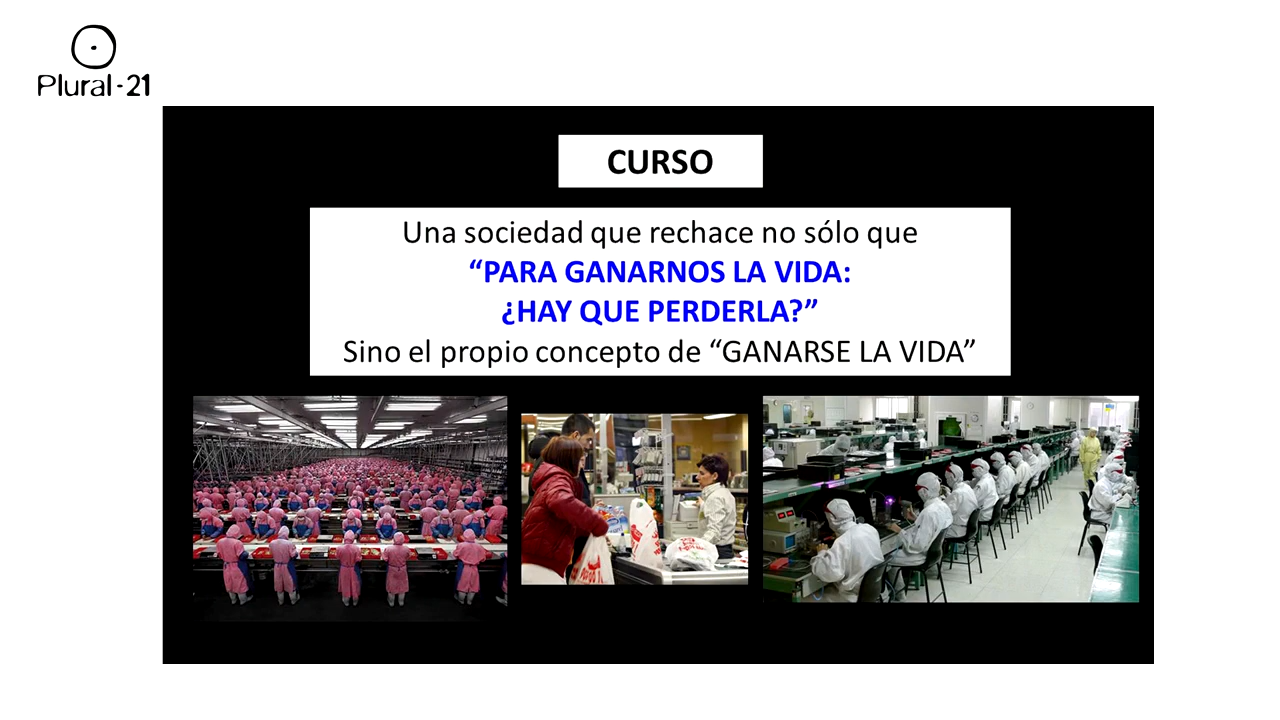 Plural-21
CURSO
Una sociedad que rechace no sólo que
“PARA GANARNOS LA VIDA:
¿HAY QUE PERDERLA?”
Sino el propio concepto de “GANARSE LA VIDA”